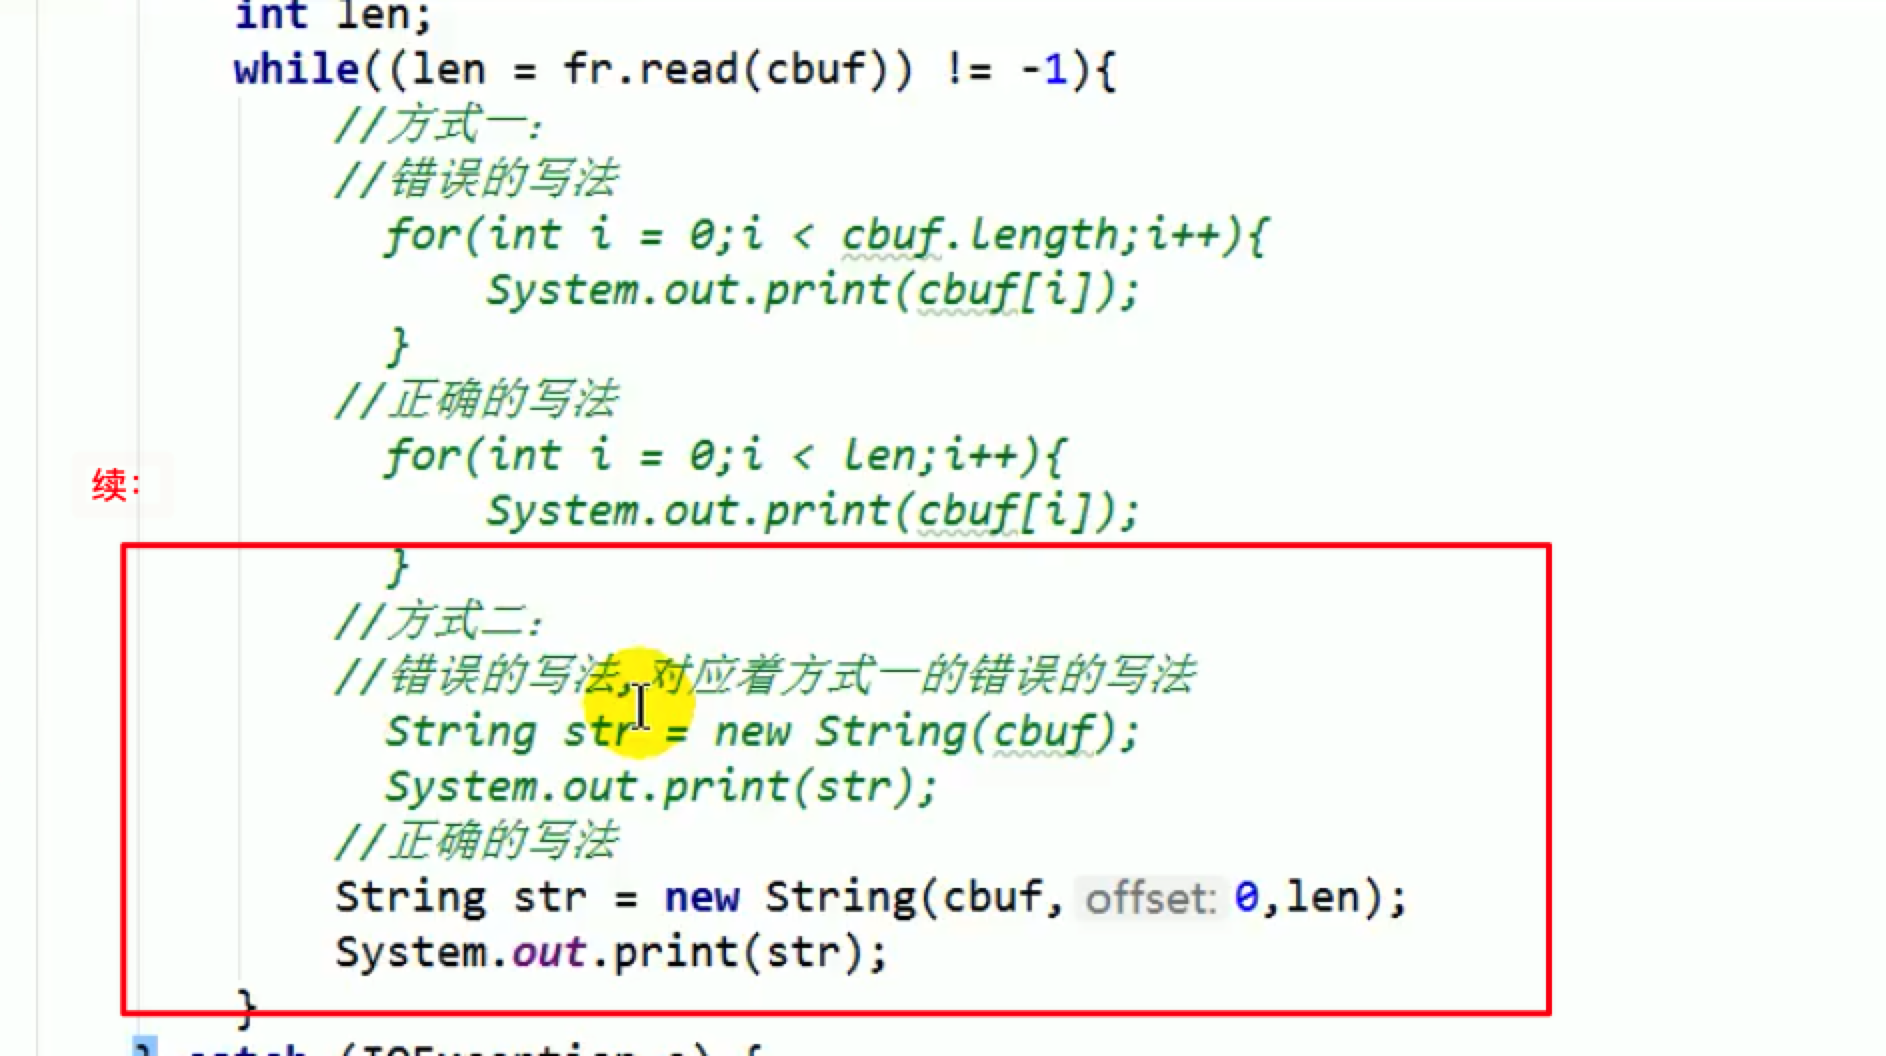 int len;
while((len = fr.read(cbuf)) != -1){
//方式一：
//错误的写法
for(int i = 0;i < cbuf.length;i++){
System.out.print(cbuf[i]);
}
//正确的写法
for(int i = 0;i < len;i++){
续：
System.out.print(cbuf[i]);
}
//方式二：
//错误的写法,对应着方式一的错误的写法
String str = new String(cbuf);
System.out.print(str);
//正确的写法
String str = new String(cbuf, offset: 0,len);
System.out.print(str);
}
} catch (IOException e) {